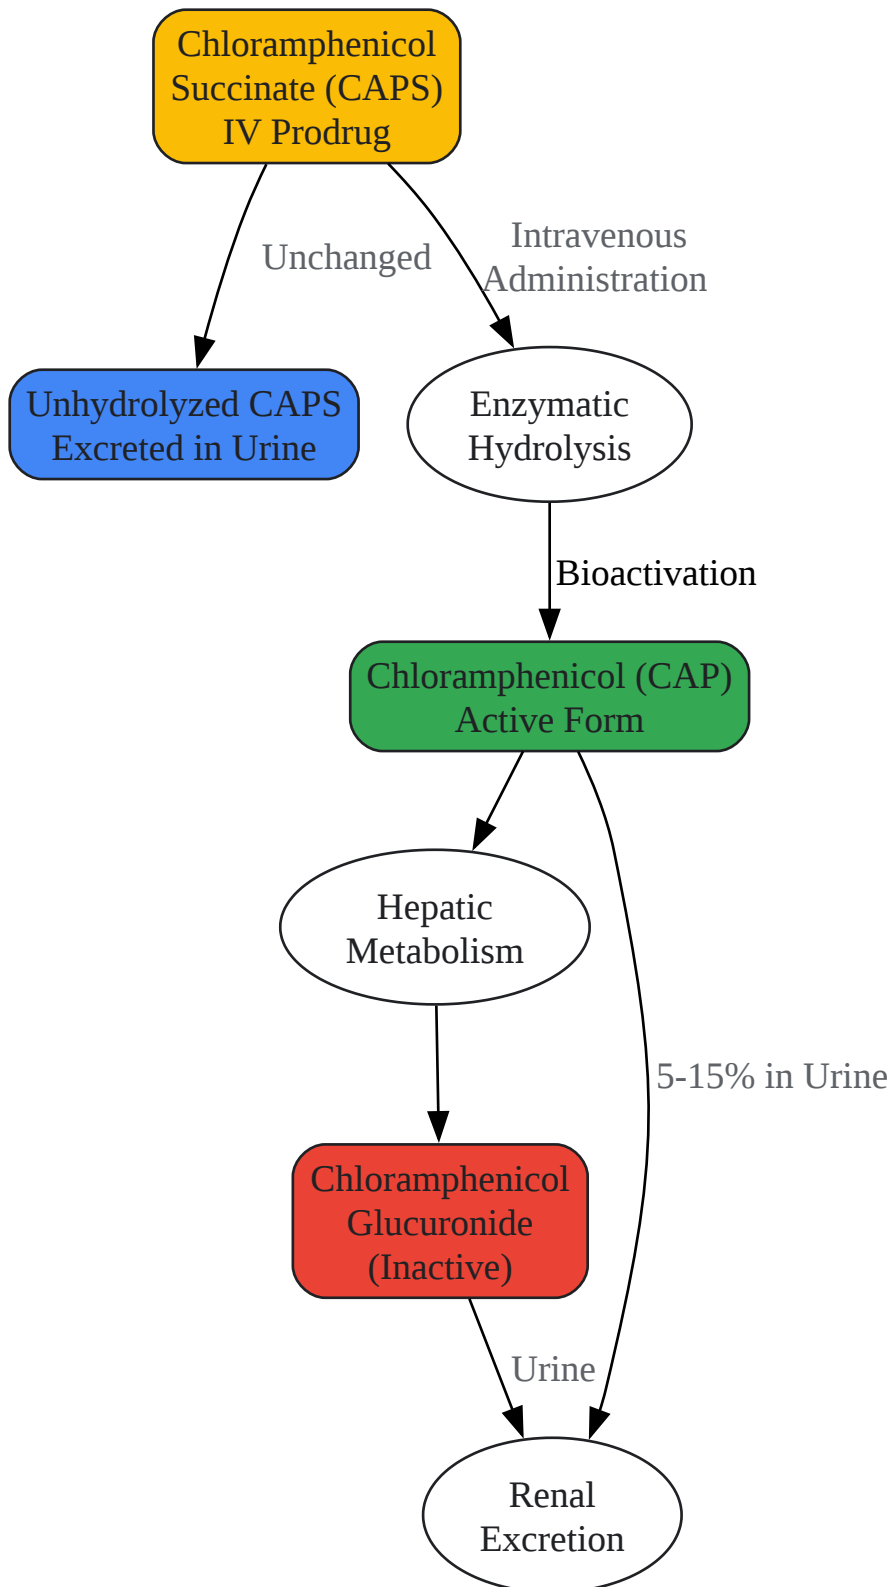 Chloramphenicol
Succinate (CAPS)
IV Prodrug
Unchanged
Intravenous
Administration
Unhydrolyzed CAPS
Excreted in Urine
Enzymatic
Hydrolysis
Bioactivation
Chloramphenicol (CAP)
Active Form
Hepatic
Metabolism
5-15% in Urine
Chloramphenicol
Glucuronide
(Inactive)
Urine
Renal
Excretion